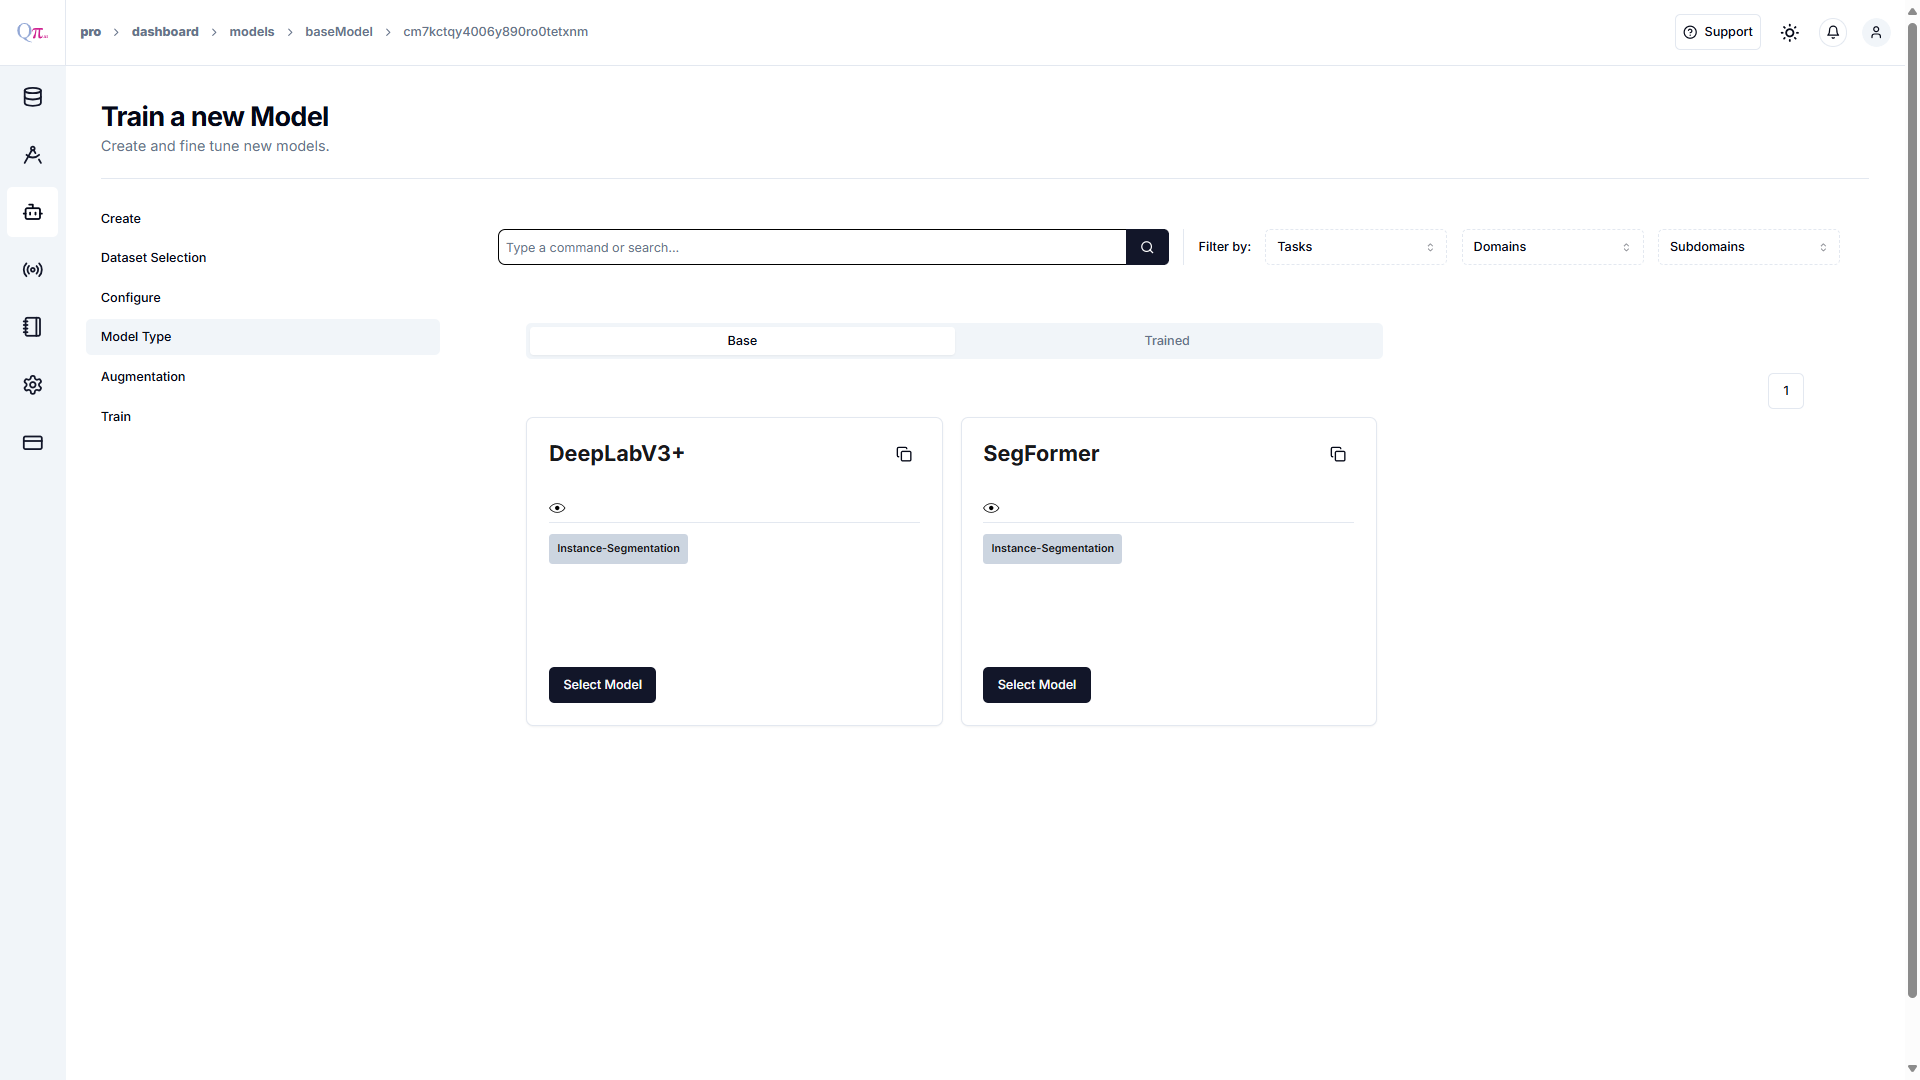 Qπ.ai
pro > dashboard > models > baseModel > cm7kctqy4006y890ro0tetxnm
Support
Train a new Model
Create and fine tune new models.
Create
Dataset Selection
Configure
Model Type
Augmentation
Train
Type a command or search...
Filter by:
Tasks
Domains
Subdomains
Base
Trained
1
DeepLabV3+
Instance-Segmentation
Select Model
SegFormer
Instance-Segmentation
Select Model